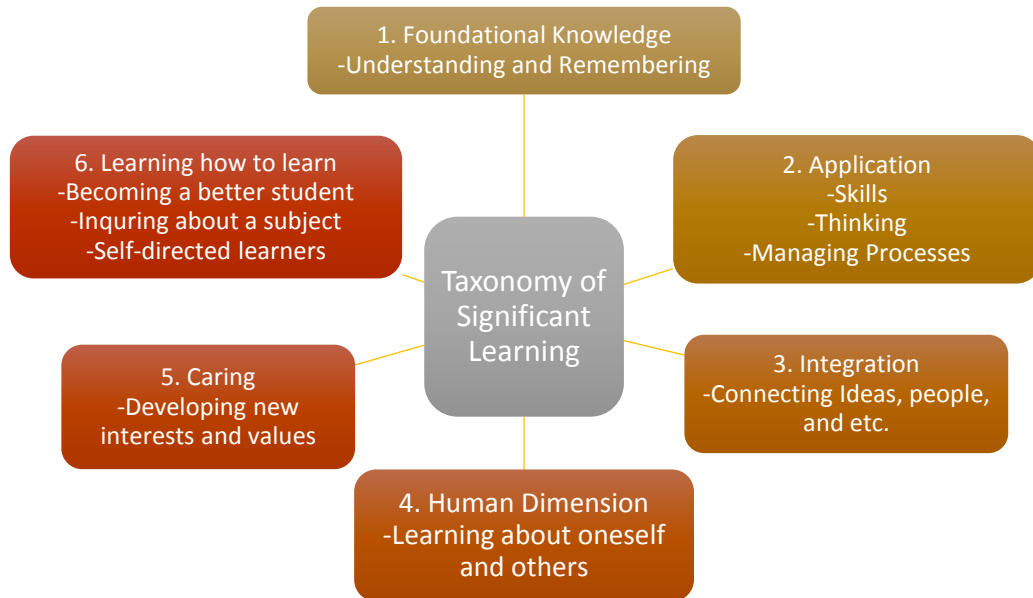 1. Foundational Knowledge
-Understanding and Remembering
2. Application
-Skills
-Thinking
-Managing Processes
3. Integration
-Connecting Ideas, people,
and etc.
4. Human Dimension
-Learning about oneself
and others
5. Caring
-Developing new
interests and values
6. Learning how to learn
-Becoming a better student
-Inquring about a subject
-Self-directed learners
Taxonomy of
Significant
Learning